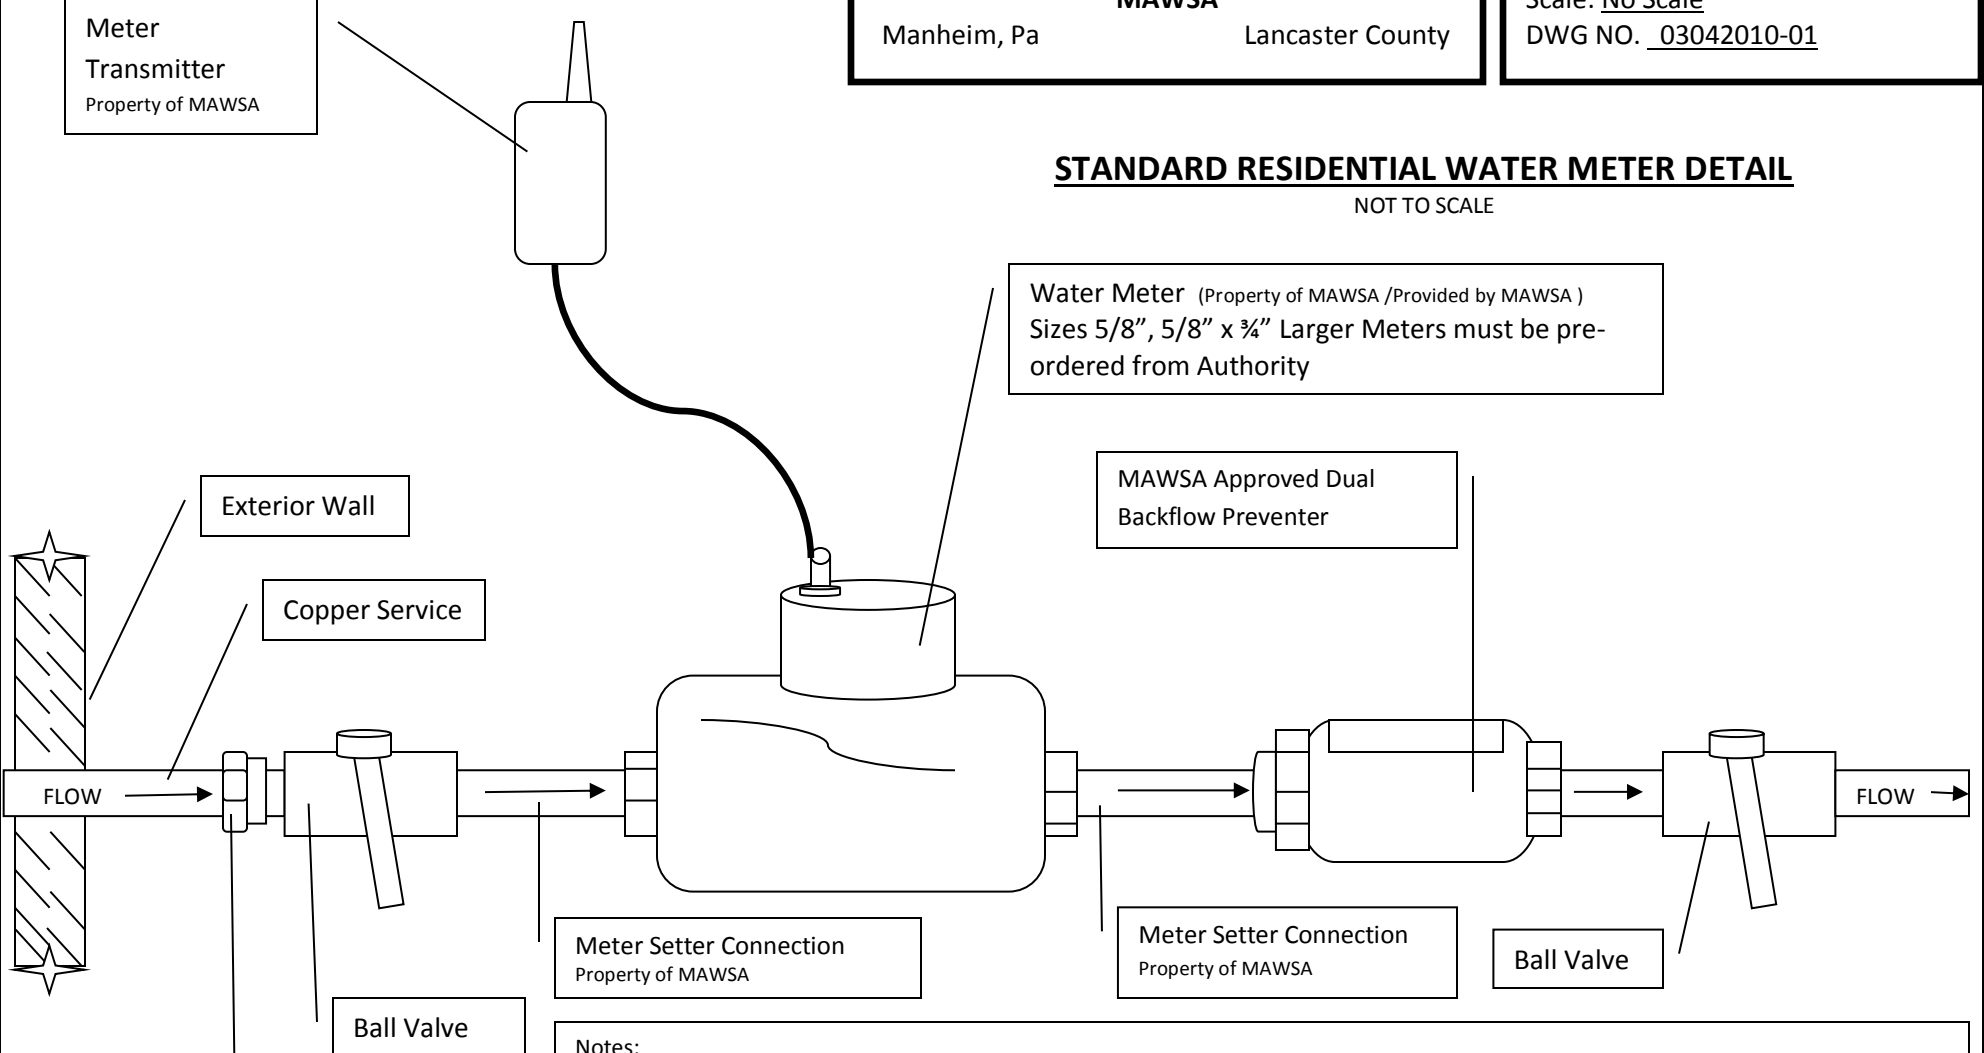 Meter
Transmitter
Property of MAWSA
MAWSA
Manheim, Pa Lancaster County
Scale: No Scale
DWG NO. 03042010-01
STANDARD RESIDENTIAL WATER METER DETAIL
NOT TO SCALE
Water Meter (Property of MAWSA /Provided by MAWSA )
Sizes 5/8”, 5/8” x ¾” Larger Meters must be pre-
ordered from Authority
MAWSA Approved Dual
Backflow Preventer
Exterior Wall
Copper Service
FLOW
FLOW
Meter Setter Connection
Property of MAWSA
Meter Setter Connection
Property of MAWSA
Ball Valve
Ball Valve
Notes: